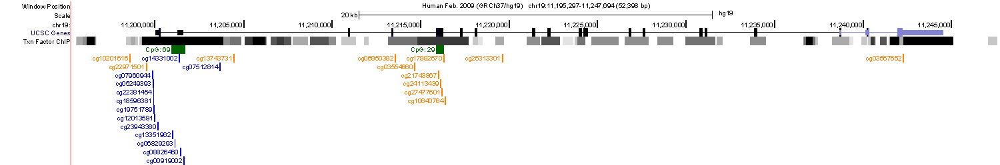 Window Position Human Feb. 2009 (GRCh37/hg19) chr19:11,195,297-11,247,694 (52,398 bp)
Scale 20 kb hg19
chr19: 11,200,000 11,205,000 11,210,000 11,215,000 11,220,000 11,225,000 11,230,000 11,235,000 11,240,000 11,245,000
UCSC Genes
Txn Factor ChIP
CpG: 69 CpG: 29
cg10201616 cg14331002 cg13743731 cg06950392 cg17992670 cg26313301 cg03567652
cg22971501 cg07512814 cg03554660
cg07960944 cg21743867
cg05249393 cg24113439
cg22381454 cg27477601
cg18596381 cg10640764
cg19751789
cg12013591
cg23943360
cg13351962
cg06829293
cg08826460
cg00919002